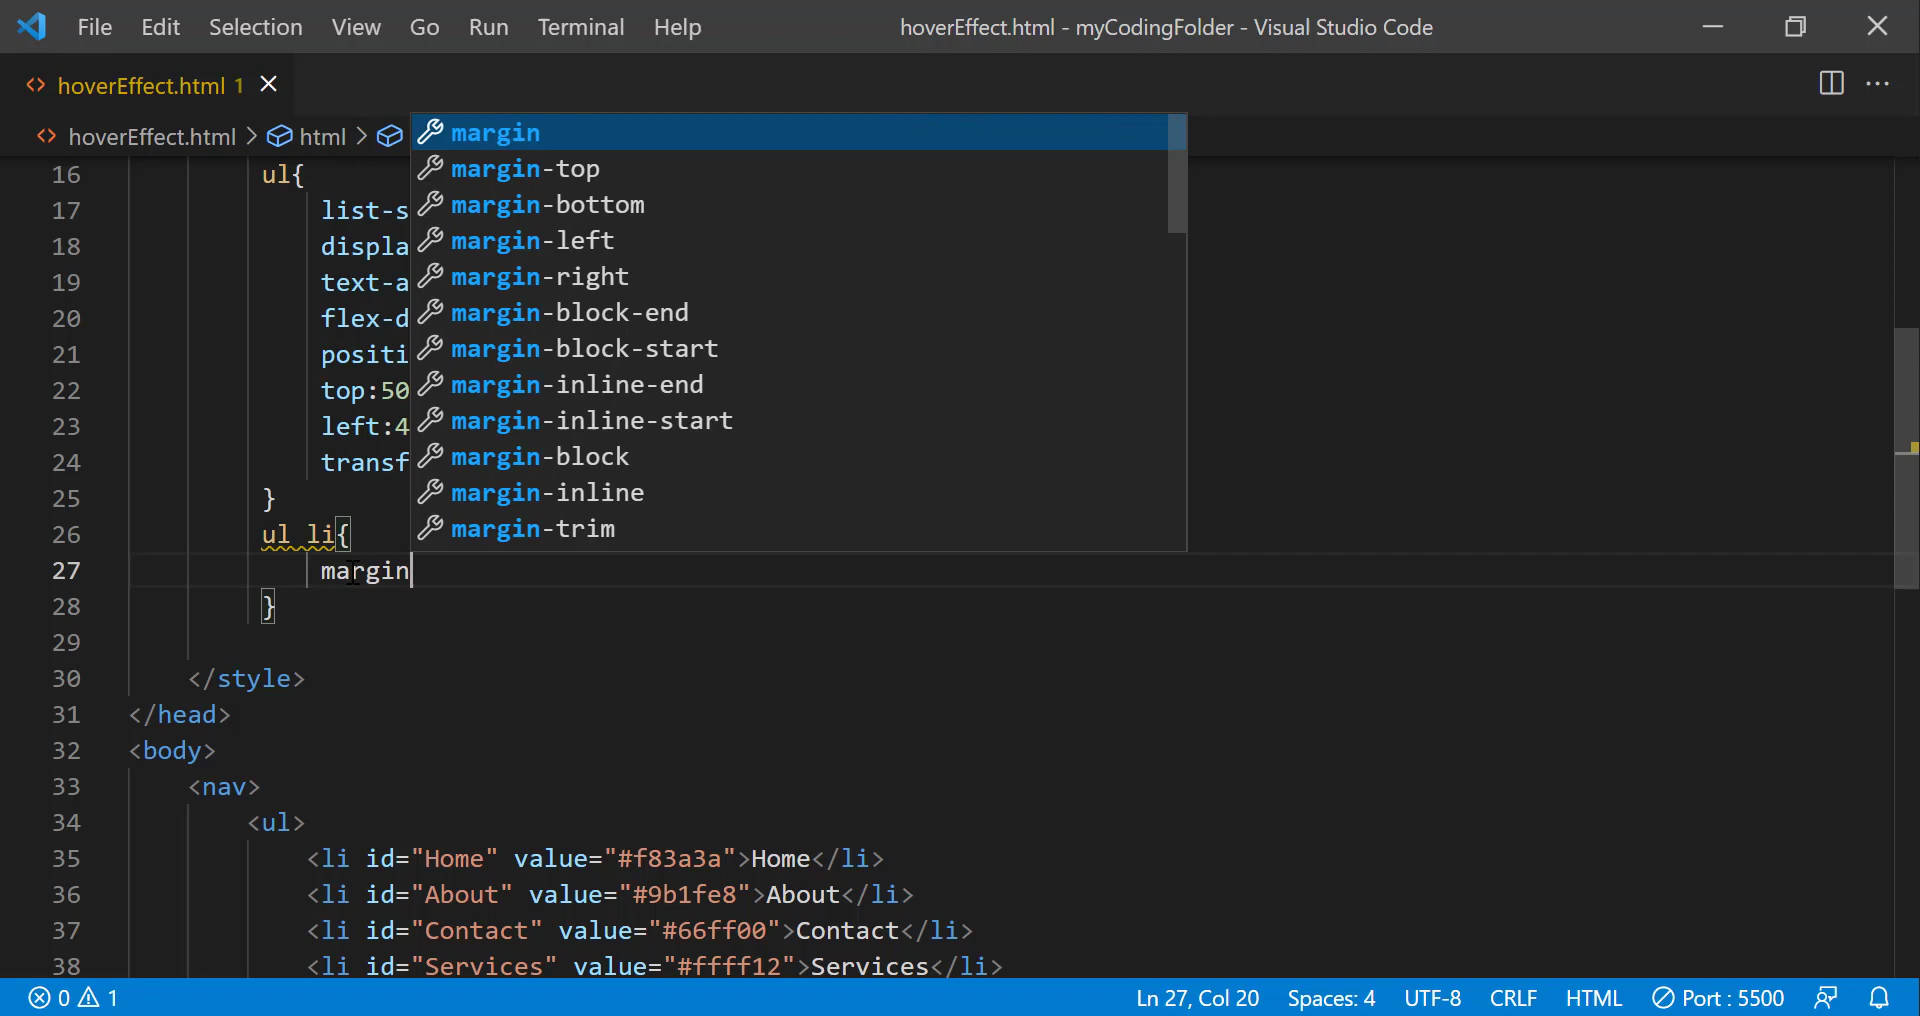 File Edit Selection View Go Run Terminal Help hoverEffect.html - myCodingFolder - Visual Studio Code
hoverEffect.html 1
hoverEffect.html > html >
margin
margin-top
margin-bottom
margin-left
margin-right
margin-block-end
margin-block-start
margin-inline-end
margin-inline-start
margin-block
margin-inline
margin-trim
16 ul{
17 list-s
18 displa
19 text-a
20 flex-d
21 positi
22 top:50
23 left:4
24 transf
25 }
26 ul li{
27 margin
28 }
29
30 </style>
31 </head>
32 <body>
33 <nav>
34 <ul>
35 <li id="Home" value="#f83a3a">Home</li>
36 <li id="About" value="#9b1fe8">About</li>
37 <li id="Contact" value="#66ff00">Contact</li>
38 <li id="Services" value="#ffff12">Services</li>
0 1 Ln 27, Col 20 Spaces: 4 UTF-8 CRLF HTML Port : 5500